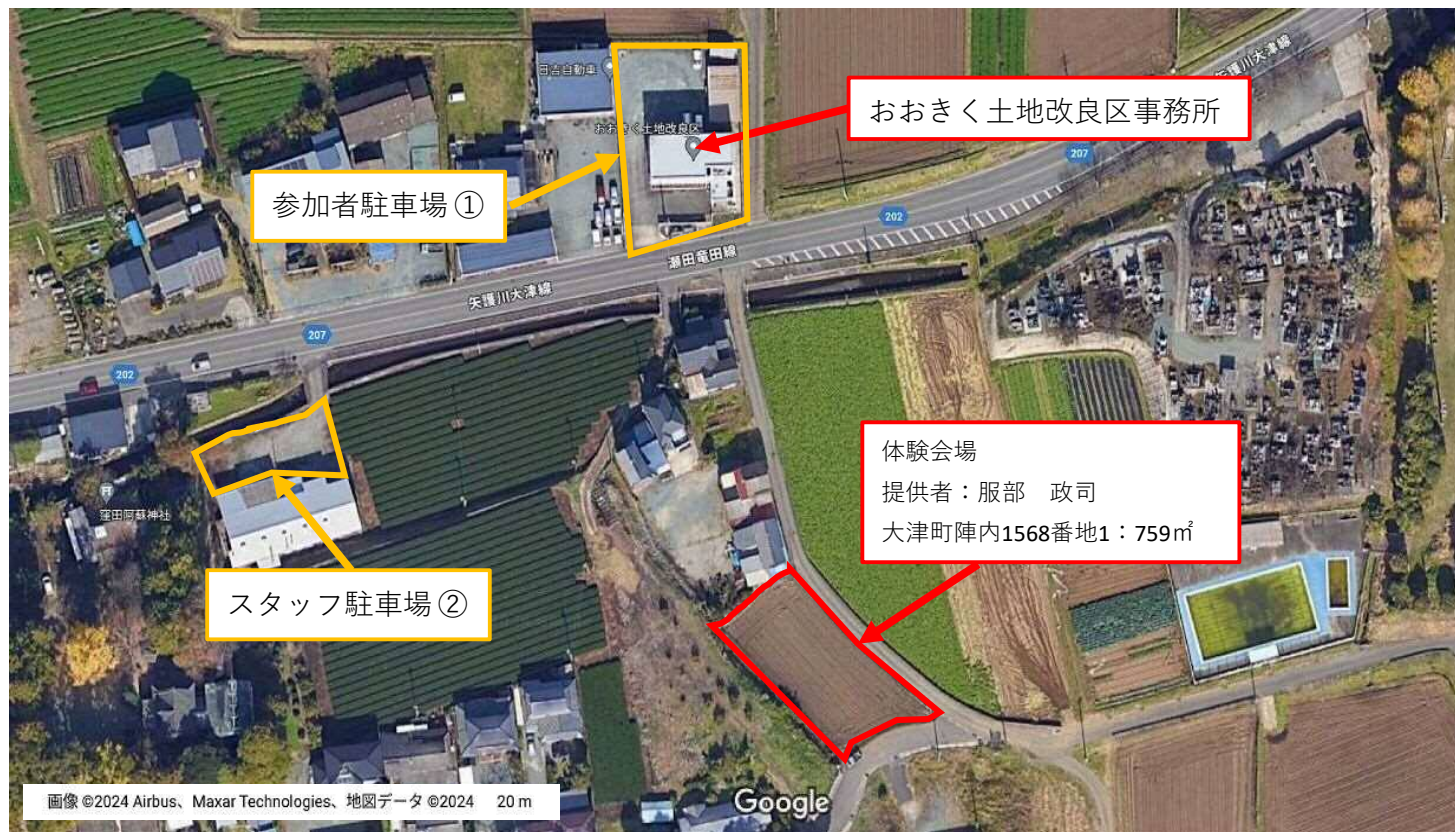 日吉自動車
矢護川大津線
おおきく土地改良区事務所
おおきく土地改良区
207
参加者駐車場①
202
瀬田竜田線
矢護川大津線
207
202
体験会場
提供者：服部　政司
大津町陣内1568番地1：759㎡
窪田阿蘇神社
スタッフ駐車場②
画像 ©2024 Airbus、Maxar Technologies、地図データ ©2024　20 m
Google